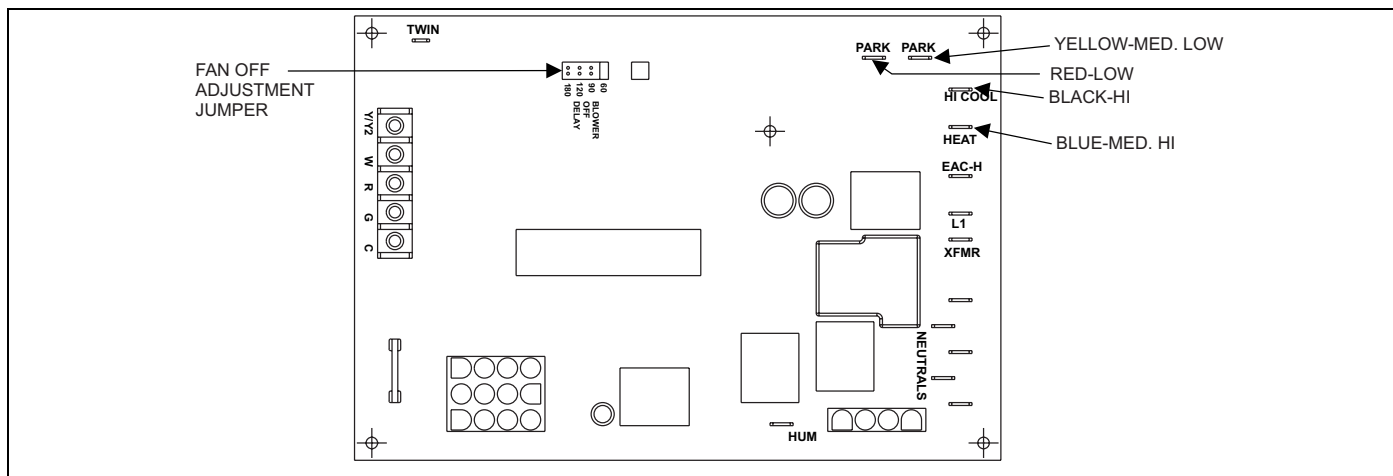 TWIN
PARK PARK
YELLOW-MED. LOW
RED-LOW
FAN OFF
ADJUSTMENT
JUMPER
HI COOL
BLACK-HI
60
90
120
180
BLOWER
OFF
DELAY
HEAT
BLUE-MED. HI
Y/Y2
W
R
G
C
EAC-H
L1
XFMR
NEUTRALS
HUM